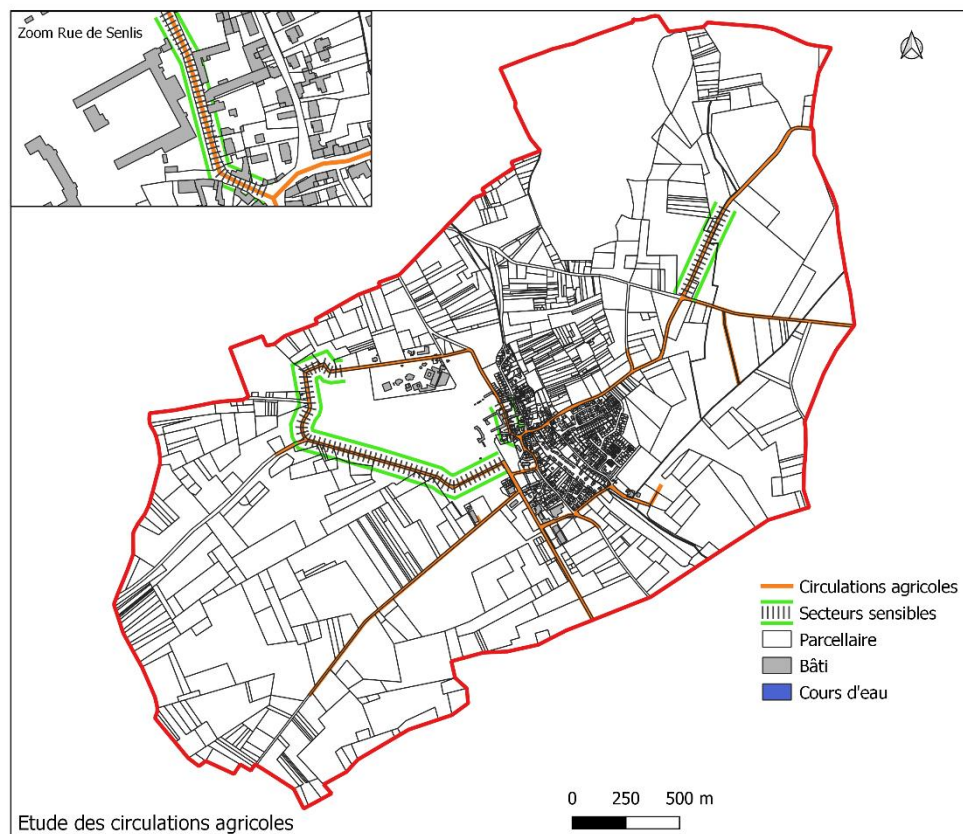 Zoom Rue de Senlis
Circulations agricoles
Secteurs sensibles
Parcellaire
Bâti
Cours d'eau
0 250 500 m
Etude des circulations agricoles